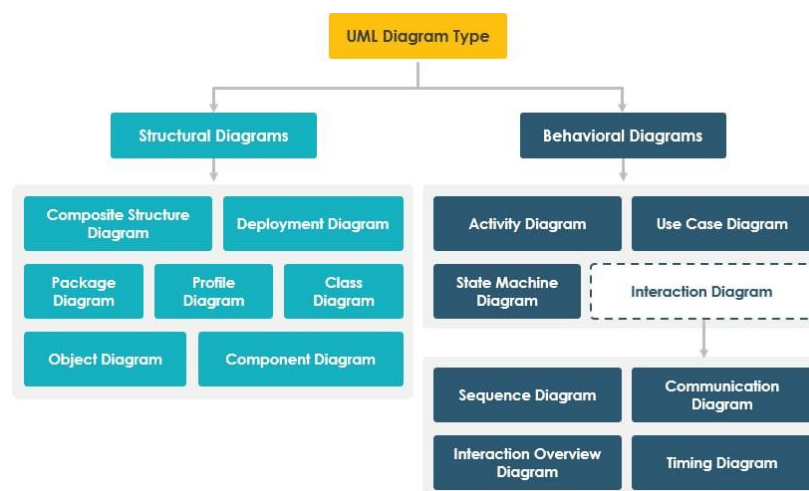 UML Diagram Type
Structural Diagrams
Behavioral Diagrams
Composite Structure
Diagram
Deployment Diagram
Package
Diagram
Profile
Diagram
Class
Diagram
Object Diagram
Component Diagram
Activity Diagram
Use Case Diagram
State Machine
Diagram
Interaction Diagram
Sequence Diagram
Communication
Diagram
Interaction Overview
Diagram
Timing Diagram